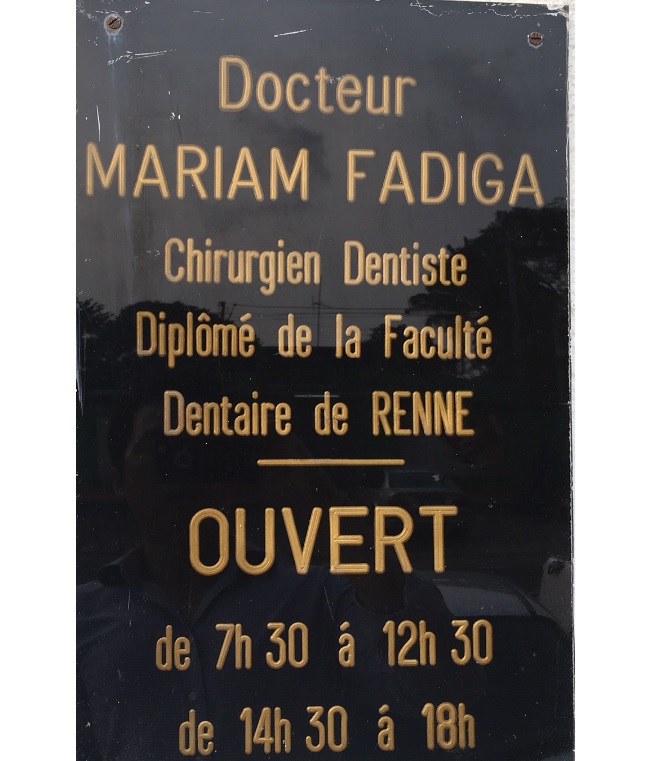 Docteur
MARIAM FADIGA
Chirurgien Dentiste
Diplômé de la Faculté
Dentaire de RENNE
OUVERT
de 7h 30 á 12h 30
de 14h 30 á 18h